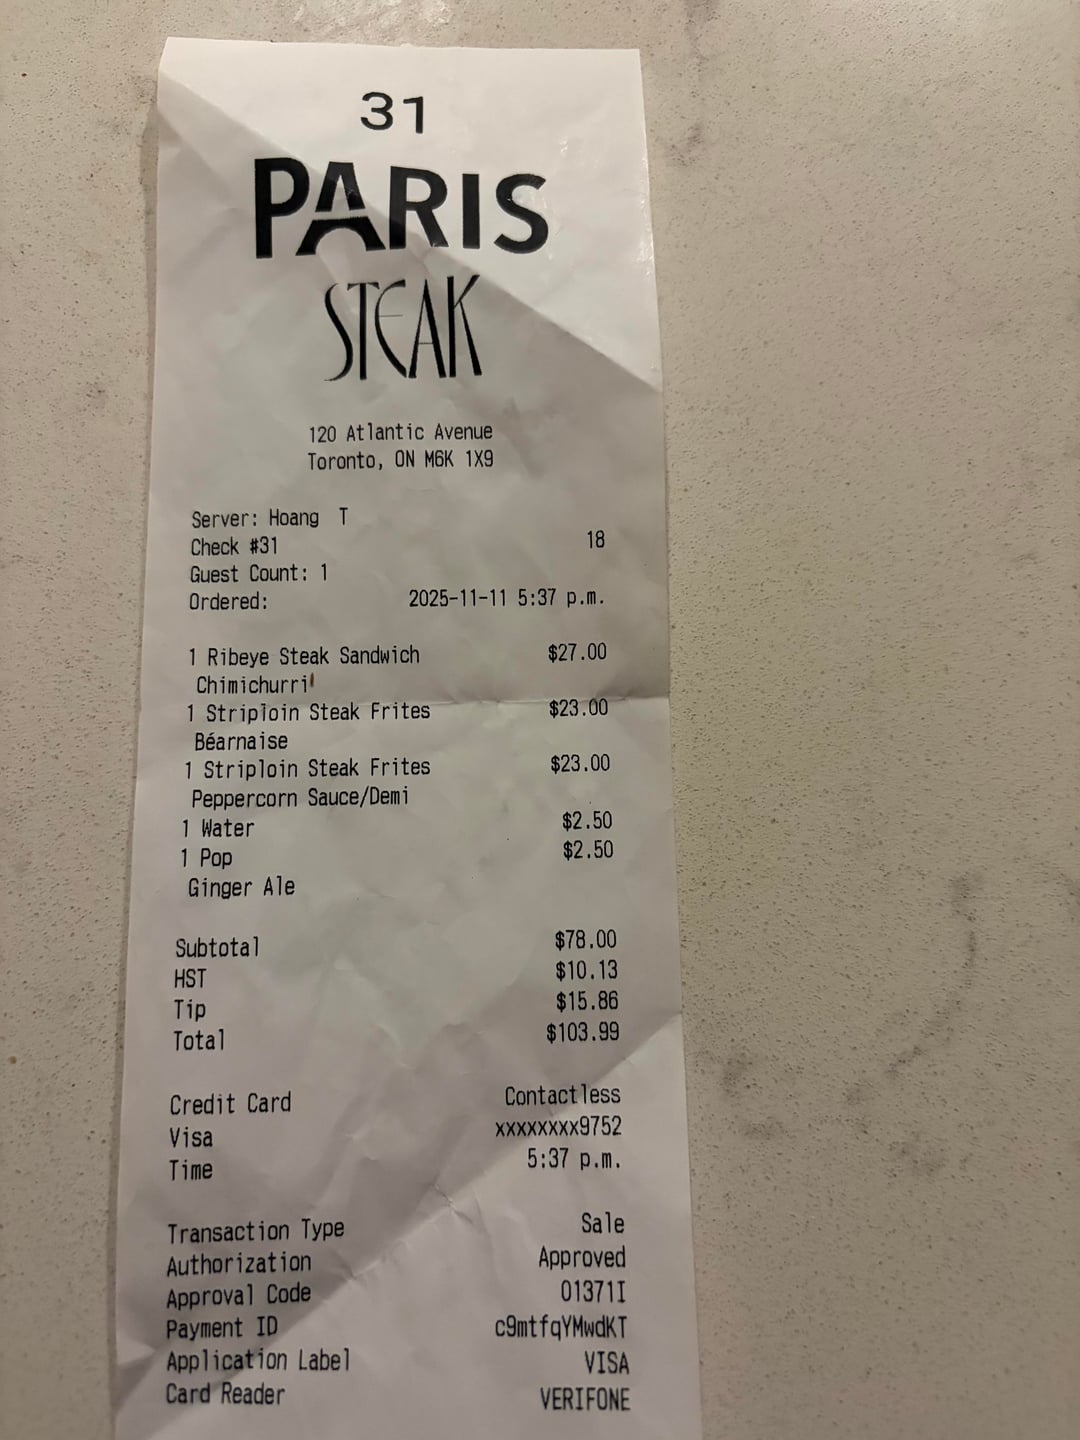 31
PARIS
STEAK
120 Atlantic Avenue
Toronto, ON M6K 1X9
Server: Hoang T
Check #31 18
Guest Count: 1
Ordered: 2025-11-11 5:37 p.m.
1 Ribeye Steak Sandwich $27.00
Chimichurri
1 Striploin Steak Frites $23.00
Béarnaise
1 Striploin Steak Frites $23.00
Peppercorn Sauce/Demi
1 Water $2.50
1 Pop $2.50
Ginger Ale
Subtotal $78.00
HST $10.13
Tip $15.86
Total $103.99
Credit Card Contactless
Visa xxxxxxxx9752
Time 5:37 p.m.
Transaction Type Sale
Authorization Approved
Approval Code 01371I
Payment ID c9mtfqYMwdKT
Application Label VISA
Card Reader VERIFONE